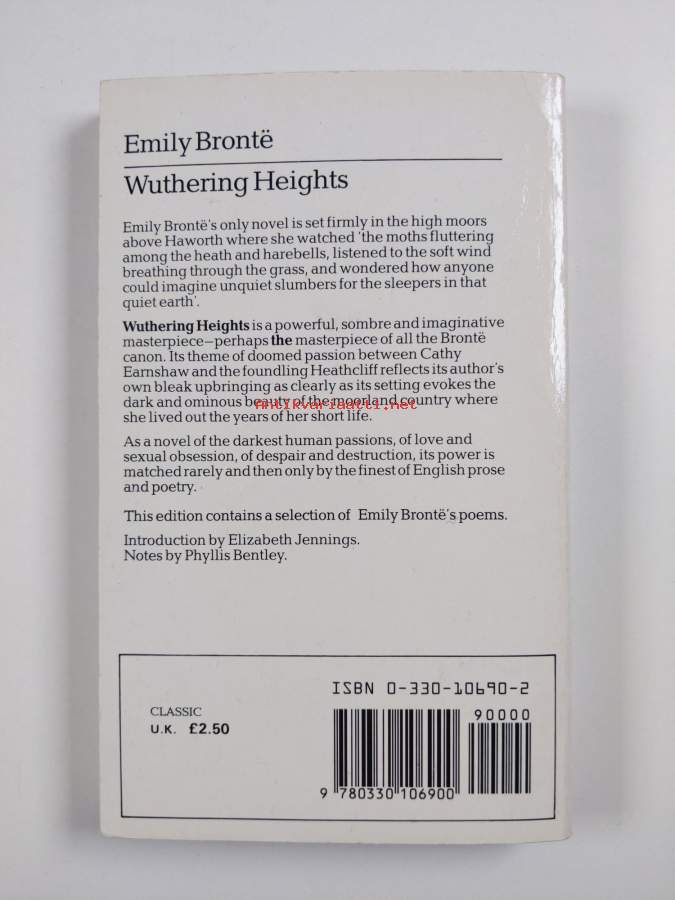 Emily Brontë
Wuthering Heights
Emily Brontë's only novel is set firmly in the high moors
above Haworth where she watched 'the moths fluttering
among the heath and harebells, listened to the soft wind
breathing through the grass, and wondered how anyone
could imagine unquiet slumbers for the sleepers in that
quiet earth'.
Wuthering Heights is a powerful, sombre and imaginative
masterpiece—perhaps the masterpiece of all the Brontë
canon. Its theme of doomed passion between Cathy
Earnshaw and the foundling Heathcliff reflects its author's
own bleak upbringing as clearly as its setting evokes the
dark and ominous beauty of the moorland country where
Antikvariaatti.net
she lived out the years of her short life.
As a novel of the darkest human passions, of love and
sexual obsession, of despair and destruction, its power is
matched rarely and then only by the finest of English prose
and poetry.
This edition contains a selection of Emily Brontë's poems.
Introduction by Elizabeth Jennings.
Notes by Phyllis Bentley.
ISBN 0-330-10690-2
CLASSIC
U.K. £2.50
90000
9 780330 106900